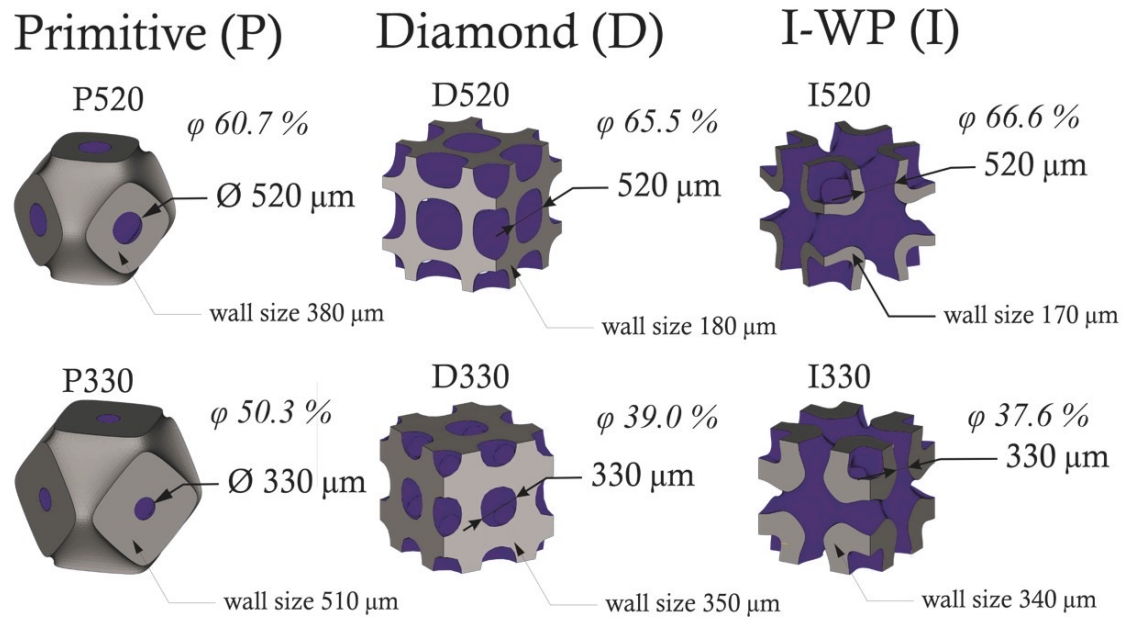 Primitive (P)
Diamond (D)
I-WP (I)
P520
φ 60.7 %
Ø 520 µm
wall size 380 µm
D520
φ 65.5 %
520 µm
wall size 180 µm
I520
φ 66.6 %
520 µm
wall size 170 µm
P330
φ 50.3 %
Ø 330 µm
wall size 510 µm
D330
φ 39.0 %
330 µm
wall size 350 µm
I330
φ 37.6 %
330 µm
wall size 340 µm